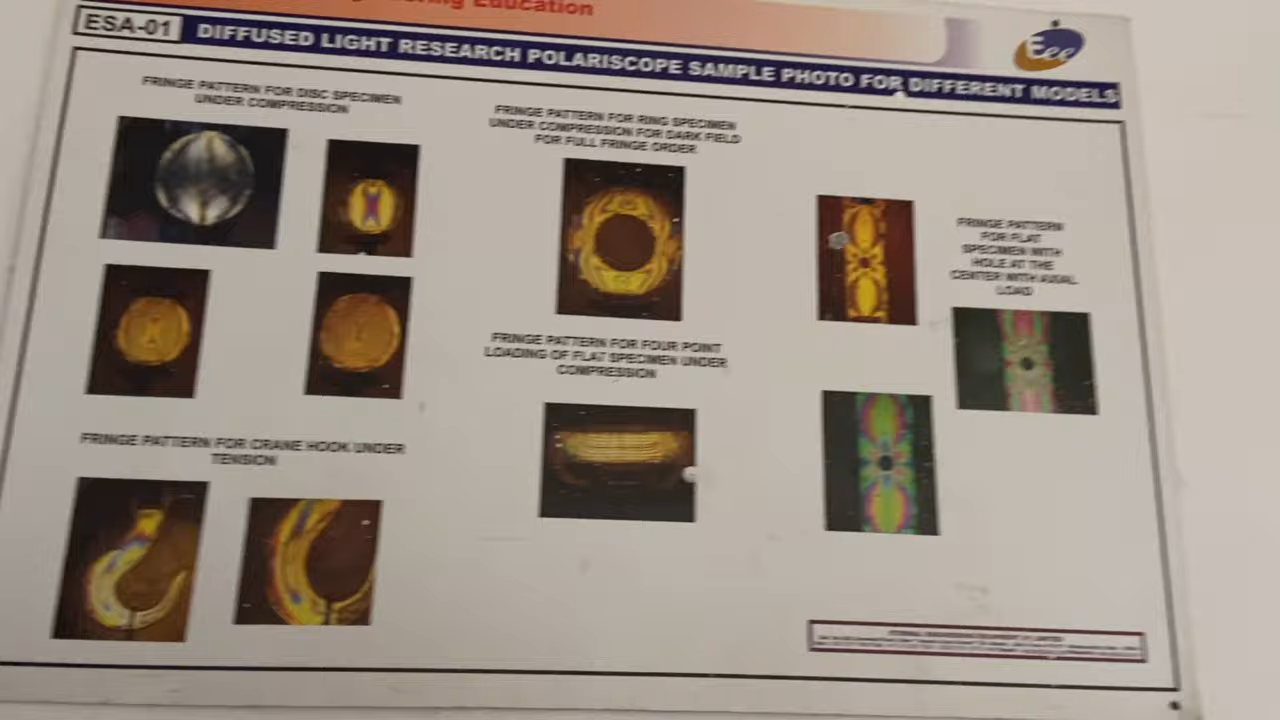 Education
ESA-01
DIFFUSED LIGHT RESEARCH POLARISCOPE SAMPLE PHOTO FOR DIFFERENT MODELS
Eee
FRINGE PATTERN FOR DISC SPECIMEN
UNDER COMPRESSION
FRINGE PATTERN FOR RING SPECIMEN
UNDER COMPRESSION FOR DARK FIELD
FOR FULL FRINGE ORDER
FRINGE PATTERN
FOR FLAT
SPECIMEN WITH
HOLE AT THE
CENTER WITH AXIAL
LOAD
FRINGE PATTERN FOR FOUR POINT
LOADING OF FLAT SPECIMEN UNDER
COMPRESSION
FRINGE PATTERN FOR CRANE HOOK UNDER
TENSION